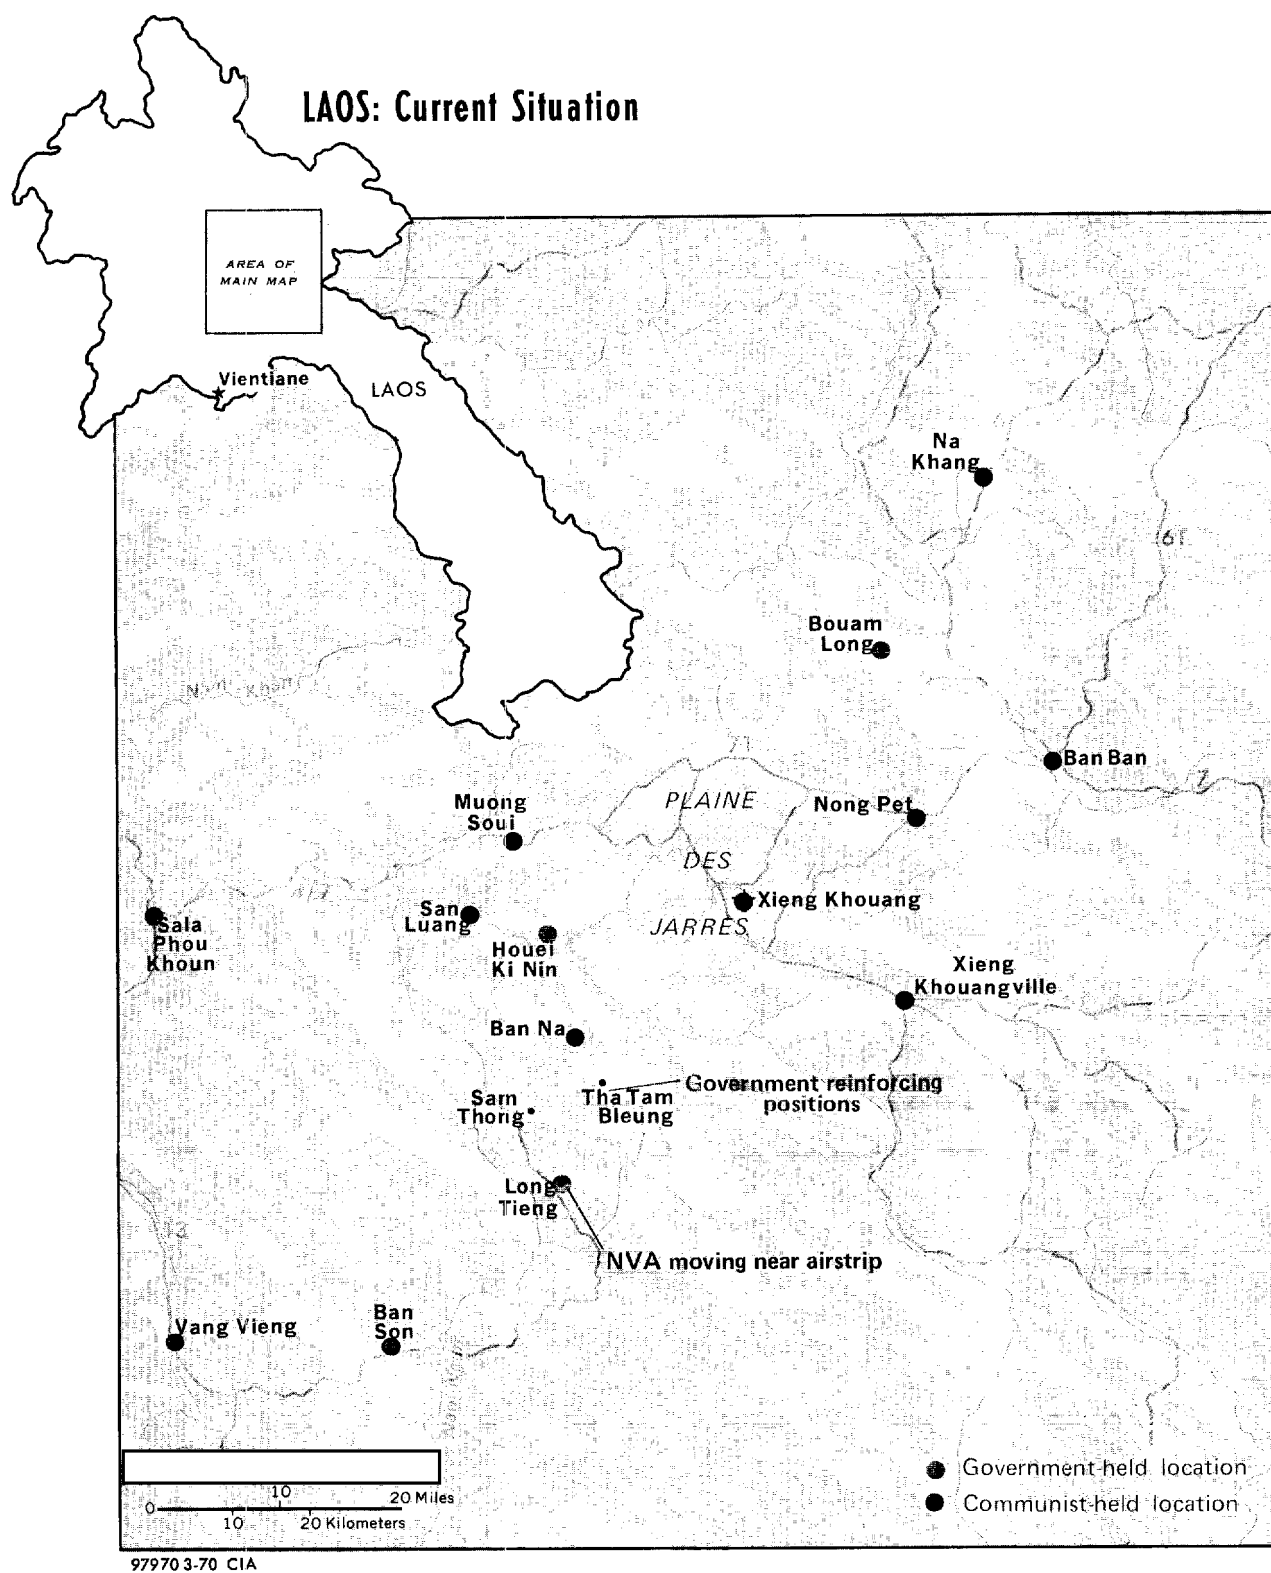 LAOS: Current Situation
AREA OF
MAIN MAP
Vientiane
LAOS
Na
Khang
61
Bouam
Long
Ban Ban
7
Muong
Soui
PLAINE
DES
JARRES
Nong Pet
San
Luang
Xieng Khouang
Sala
Phou
Khoun
Houei
Ki Nin
Xieng
Khouangville
Ban Na
Sam
Thong
Tha Tam
Bleung
Government reinforcing
positions
Long
Tieng
NVA moving near airstrip
13
Vang Vieng
Ban
Son
10
20 Miles
0
10
20 Kilometers
Government-held location
Communist-held location
97970 3-70 CIA